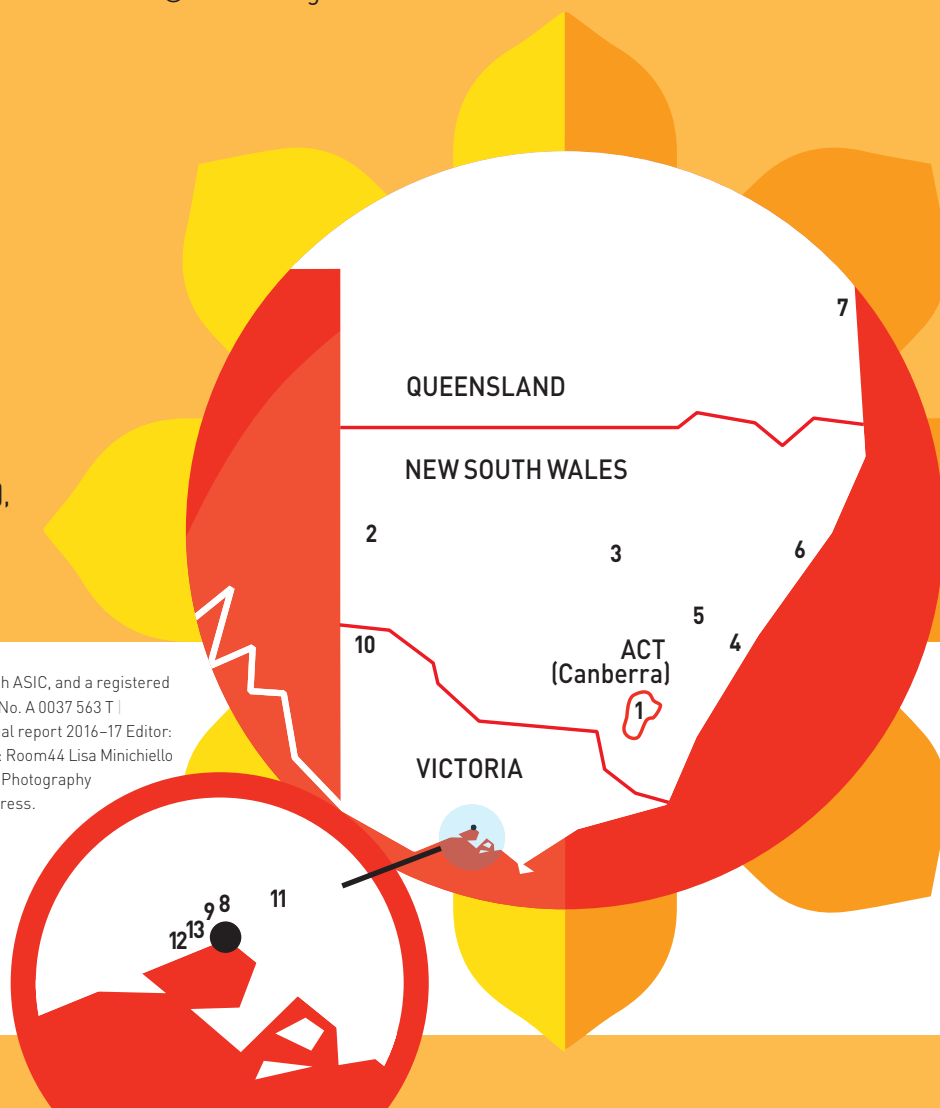 7
QUEENSLAND
NEW SOUTH WALES
2
3
6
5
4
10
ACT
(Canberra)
1
VICTORIA
h ASIC, and a registered
No. A 0037 563 T |
al report 2016–17 Editor:
: Room44 Lisa Minichiello
Photography
ress.
11
9 8
13
12